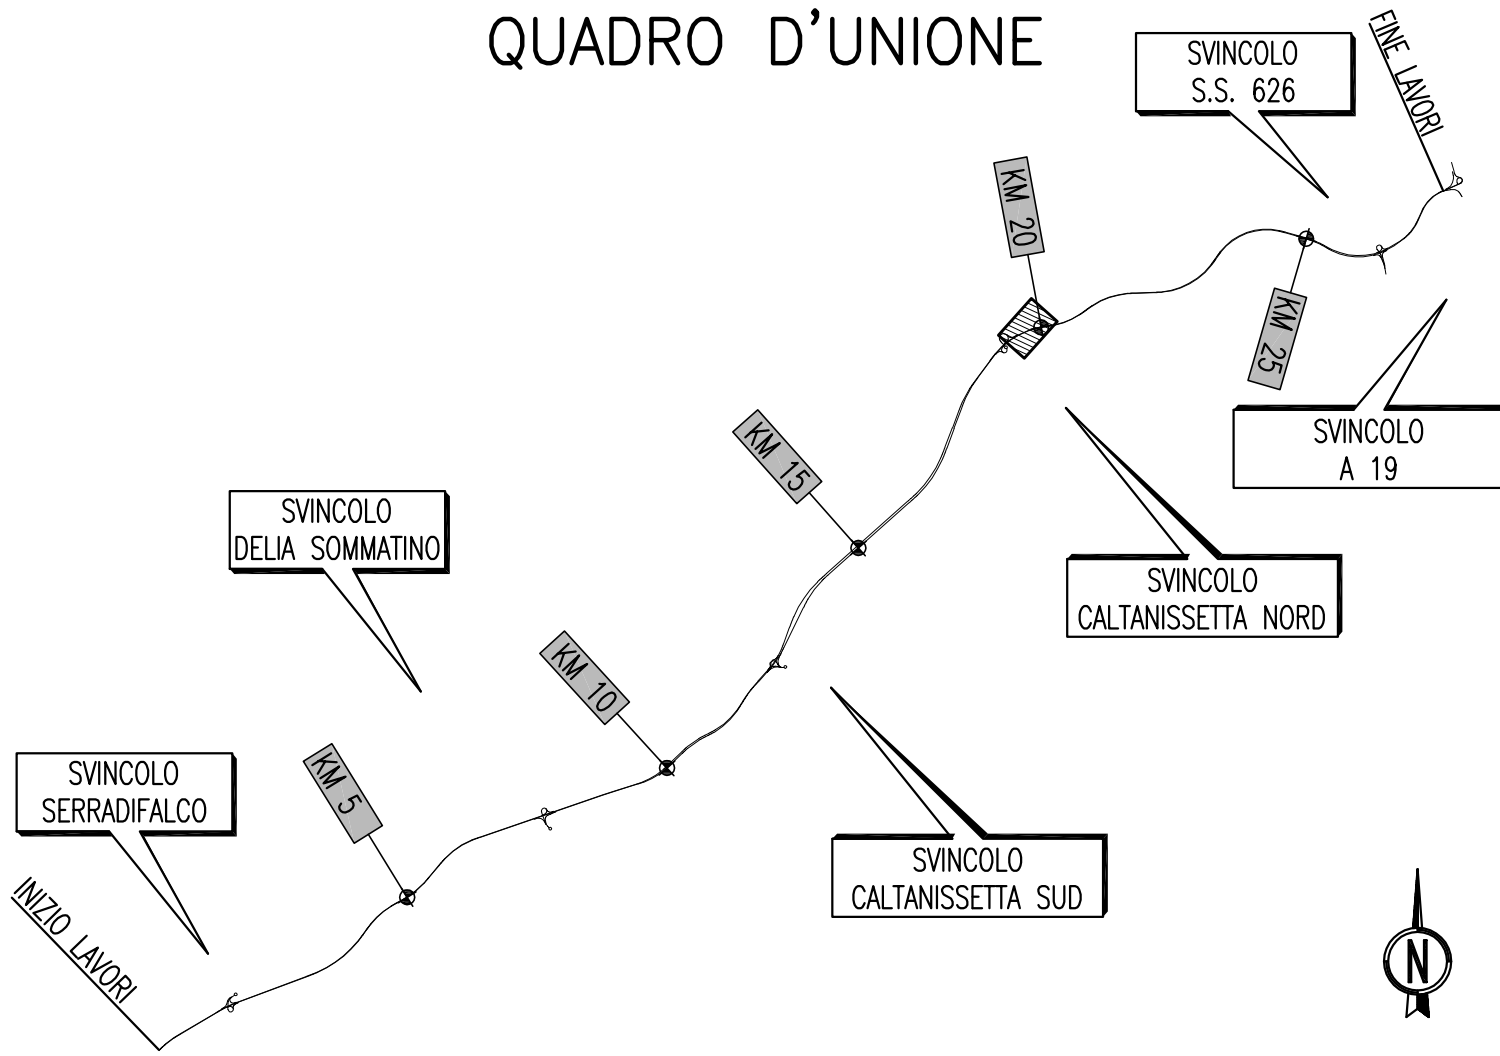 QUADRO D'UNIONE
SVINCOLO
S.S. 626
FINE LAVORI
KM 20
KM 25
SVINCOLO
A 19
KM 15
SVINCOLO
DELIA SOMMATINO
SVINCOLO
CALTANISSETTA NORD
KM 10
KM 5
SVINCOLO
SERRADIFALCO
SVINCOLO
CALTANISSETTA SUD
INIZIO LAVORI
N